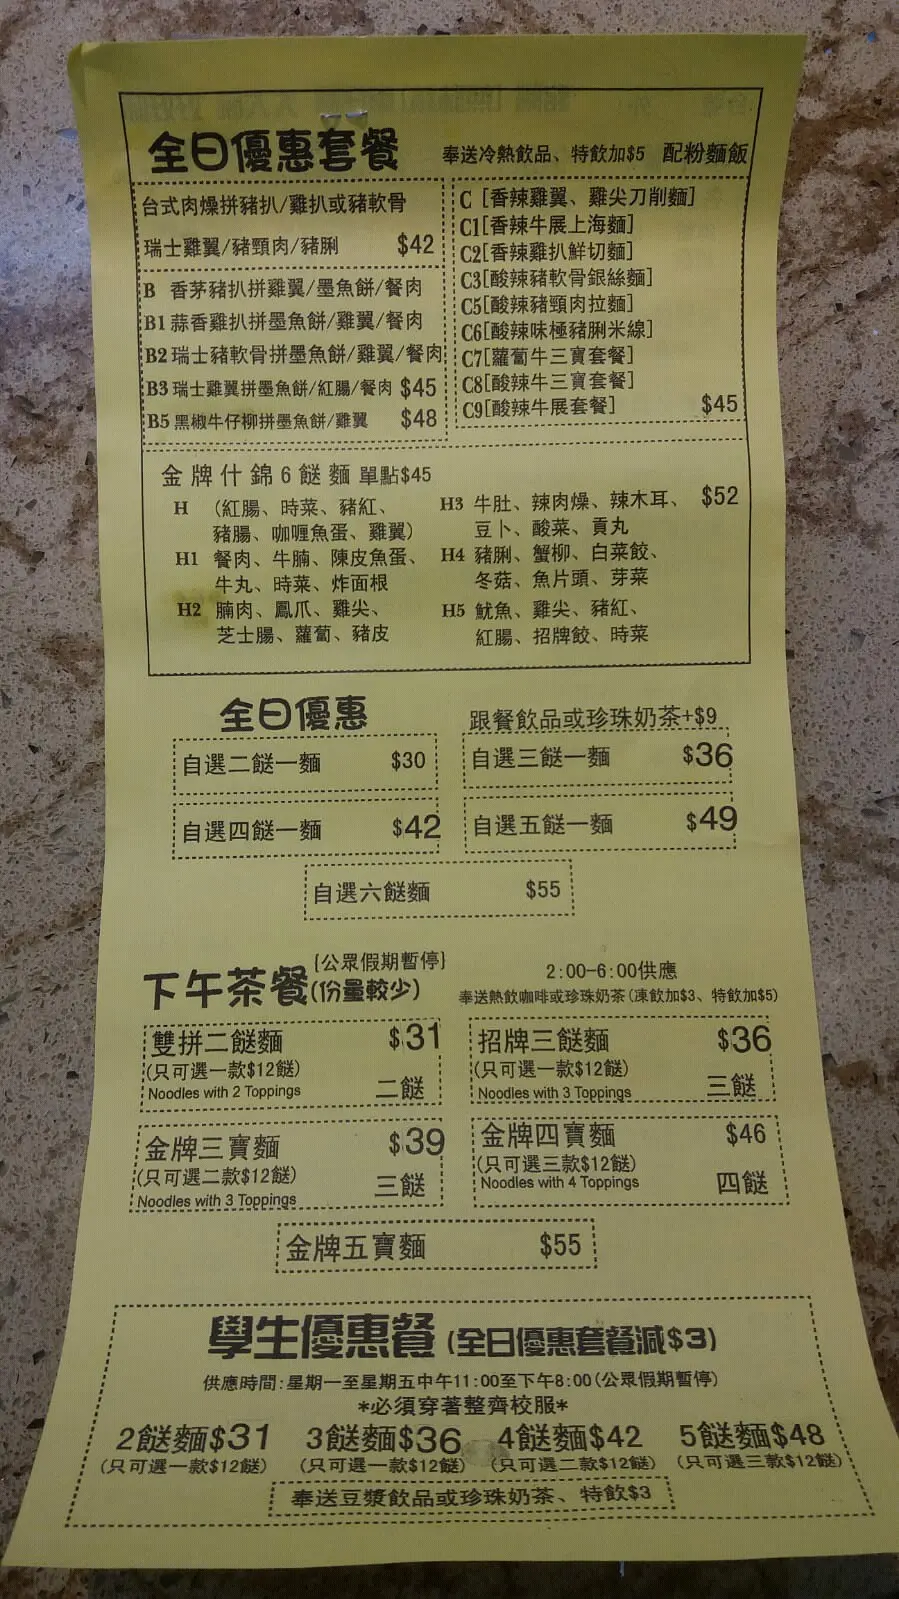 全日優惠套餐 奉送冷熱飲品、特飲加$5 配粉麵飯
台式肉燥拼豬扒/雞扒或豬軟骨
瑞士雞翼/豬頸肉/豬脷 $42
B 香茅豬扒拼雞翼/墨魚餅/餐肉
B1 蒜香雞扒拼墨魚餅/雞翼/餐肉
B2 瑞士豬軟骨拼墨魚餅/雞翼/餐肉
B3 瑞士雞翼拼墨魚餅/紅腸/餐肉 $45
B5 黑椒牛仔柳拼墨魚餅/雞翼 $48
C [香辣雞翼、雞尖刀削麵]
C1[香辣牛展上海麵]
C2[香辣雞扒鮮切麵]
C3[酸辣豬軟骨銀絲麵]
C5[酸辣豬頸肉拉麵]
C6[酸辣味極豬脷米線]
C7[蘿蔔牛三寶套餐]
C8[酸辣牛三寶套餐]
C9[酸辣牛展套餐] $45
金牌什錦6餸麵 單點$45
H (紅腸、時菜、豬紅、
豬腸、咖喱魚蛋、雞翼)
H1 餐肉、牛腩、陳皮魚蛋、
牛丸、時菜、炸面根
H2 腩肉、鳳爪、雞尖、
芝士腸、蘿蔔、豬皮
H3 牛肚、辣肉燥、辣木耳、 $52
豆卜、酸菜、貢丸
H4 豬脷、蟹柳、白菜餃、
冬菇、魚片頭、芽菜
H5 魷魚、雞尖、豬紅、
紅腸、招牌餃、時菜
全日優惠 跟餐飲品或珍珠奶茶+$9
自選二餸一麵 $30
自選三餸一麵 $36
自選四餸一麵 $42
自選五餸一麵 $49
自選六餸麵 $55
下午茶餐 {公眾假期暫停}
(份量較少)
2:00-6:00供應
奉送熱飲咖啡或珍珠奶茶(凍飲加$3、特飲加$5)
雙拼二餸麵 $31
(只可選一款$12餸)
Noodles with 2 Toppings 二餸
招牌三餸麵 $36
(只可選一款$12餸)
Noodles with 3 Toppings 三餸
金牌三寶麵 $39
(只可選二款$12餸)
Noodles with 3 Toppings 三餸
金牌四寶麵 $46
(只可選三款$12餸)
Noodles with 4 Toppings 四餸
金牌五寶麵 $55
學生優惠餐 (全日優惠套餐減$3)
供應時間:星期一至星期五中午11:00至下午8:00(公眾假期暫停)
*必須穿著整齊校服*
2餸麵$31 3餸麵$36 4餸麵$42 5餸麵$48
(只可選一款$12餸) (只可選一款$12餸) (只可選二款$12餸) (只可選三款$12餸)
奉送豆漿飲品或珍珠奶茶、特飲$3